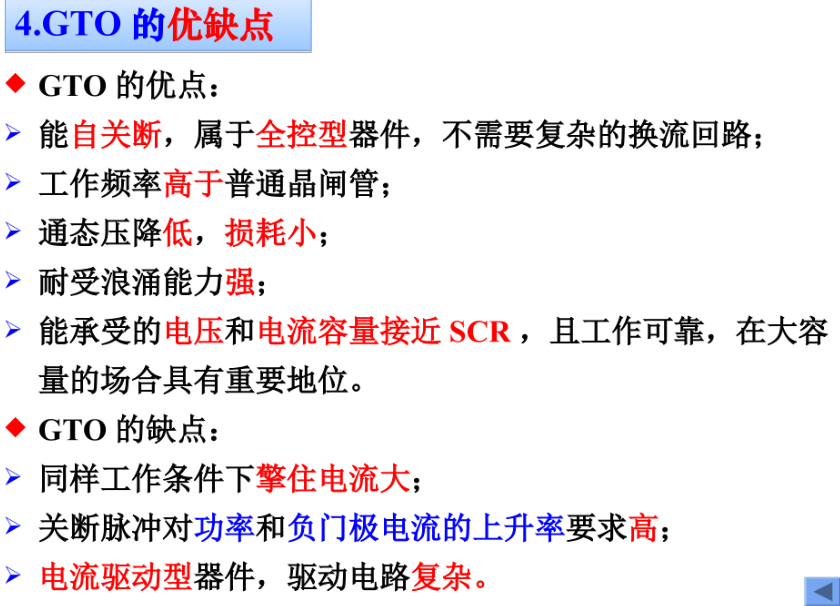 4.GTO 的优缺点
GTO 的优点：
能自关断，属于全控型器件，不需要复杂的换流回路；
工作频率高于普通晶闸管；
通态压降低，损耗小；
耐受浪涌能力强；
能承受的电压和电流容量接近 SCR ，且工作可靠，在大容
量的场合具有重要地位。
GTO 的缺点：
同样工作条件下擎住电流大；
关断脉冲对功率和负门极电流的上升率要求高；
电流驱动型器件，驱动电路复杂。